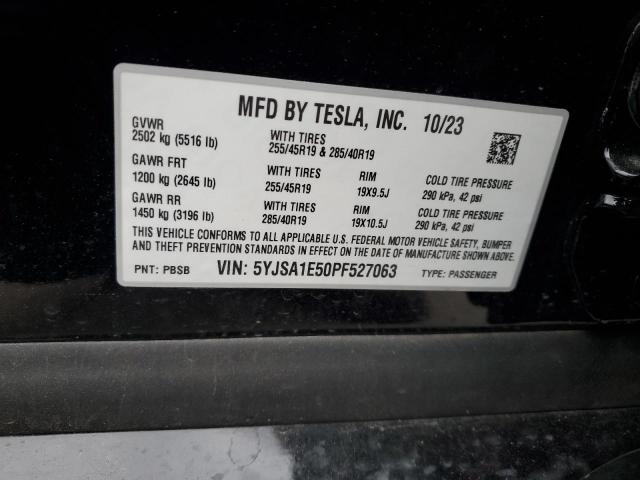 MFD BY TESLA, INC. 10/23
GVWR
2502 kg (5516 lb)
WITH TIRES
255/45R19 & 285/40R19
GAWR FRT
1200 kg (2645 lb)
WITH TIRES
255/45R19
RIM
19X9.5J
COLD TIRE PRESSURE
290 kPa, 42 psi
GAWR RR
1450 kg (3196 lb)
WITH TIRES
285/40R19
RIM
19X10.5J
COLD TIRE PRESSURE
290 kPa, 42 psi
THIS VEHICLE CONFORMS TO ALL APPLICABLE U.S. FEDERAL MOTOR VEHICLE SAFETY, BUMPER
AND THEFT PREVENTION STANDARDS IN EFFECT ON THE DATE OF MANUFACTURE SHOWN ABOVE.
PNT: PBSB VIN: 5YJSA1E50PF527063 TYPE: PASSENGER